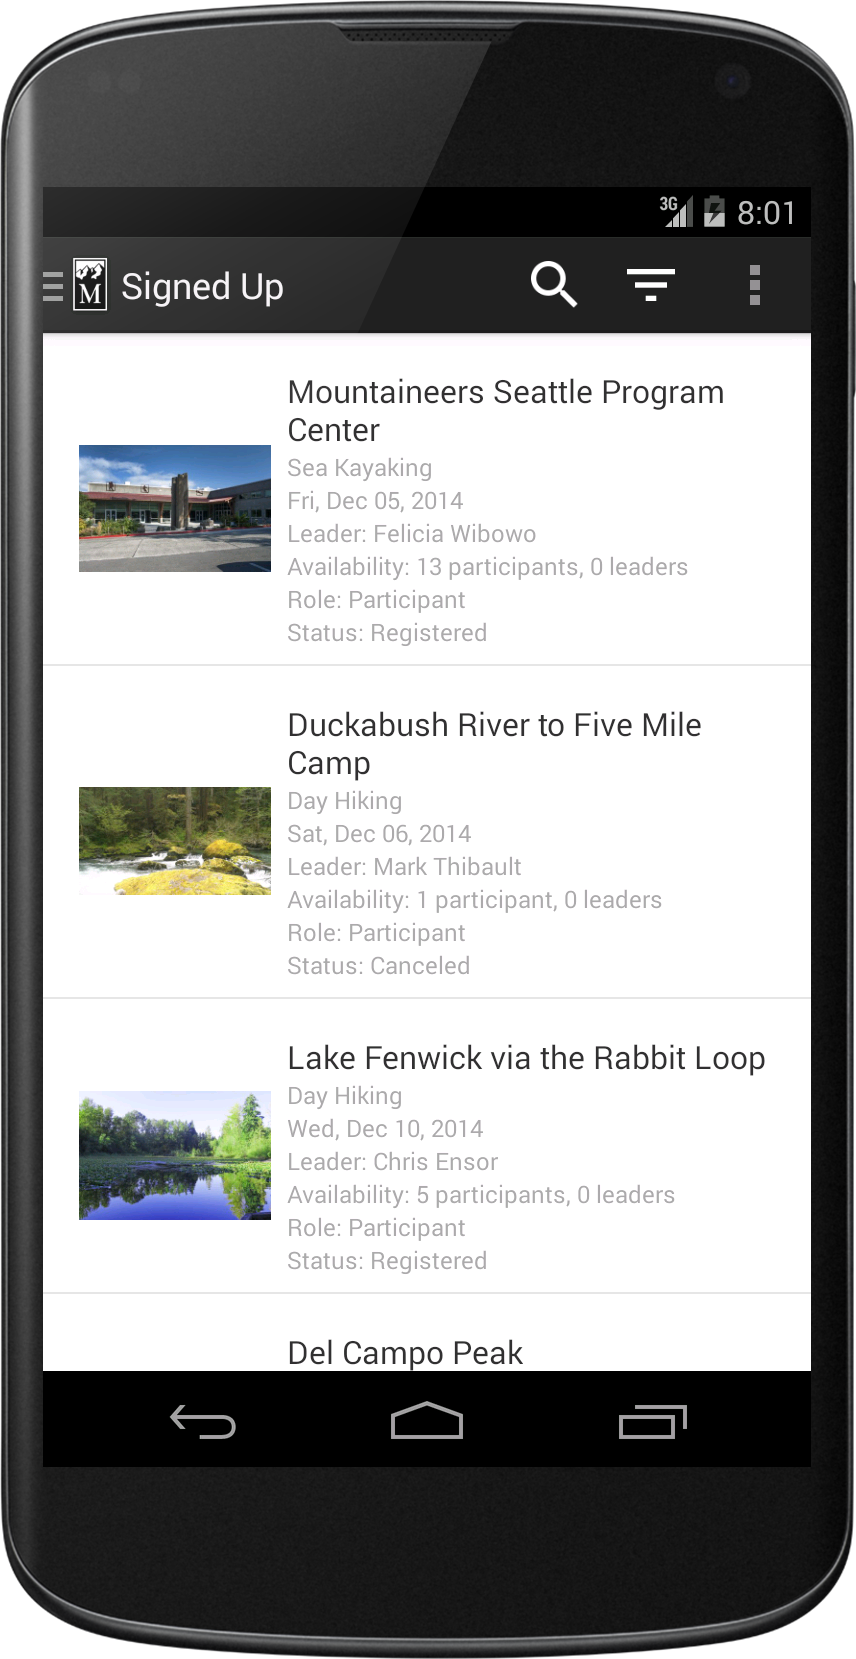 3G 8:01
M Signed Up
Mountaineers Seattle Program
Center
Sea Kayaking
Fri, Dec 05, 2014
Leader: Felicia Wibowo
Availability: 13 participants, 0 leaders
Role: Participant
Status: Registered
Duckabush River to Five Mile
Camp
Day Hiking
Sat, Dec 06, 2014
Leader: Mark Thibault
Availability: 1 participant, 0 leaders
Role: Participant
Status: Canceled
Lake Fenwick via the Rabbit Loop
Day Hiking
Wed, Dec 10, 2014
Leader: Chris Ensor
Availability: 5 participants, 0 leaders
Role: Participant
Status: Registered
Del Campo Peak